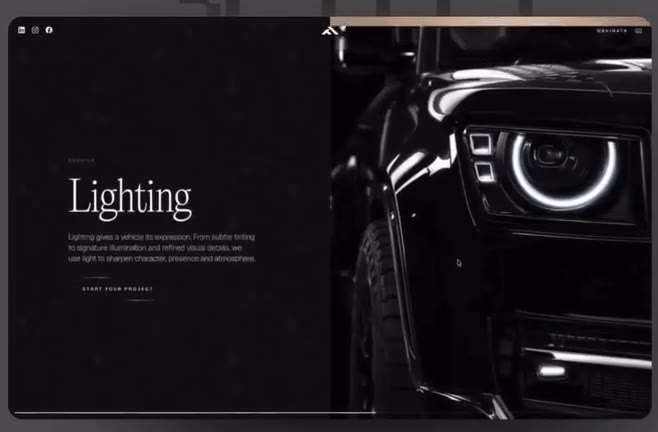 NAVIGATE
SERVICE
Lighting
Lighting gives a vehicle its expression. From subtle tinting
to signature illumination and refined visual details, we
use light to sharpen character, presence and atmosphere.
START YOUR PROJECT